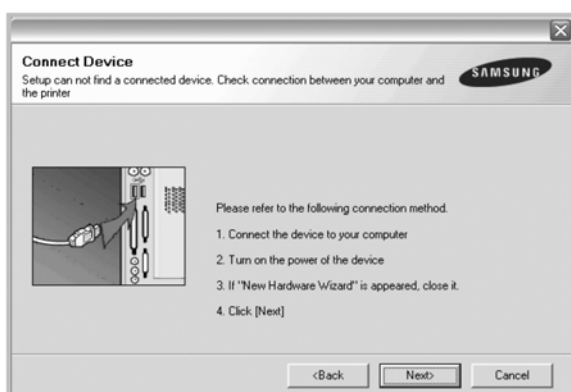 Connect Device
Setup can not find a connected device. Check connection between your computer and
the printer
SAMSUNG
Please refer to the following connection method.
1. Connect the device to your computer
2. Turn on the power of the device
3. If "New Hardware Wizard" is appeared, close it.
4. Click [Next]
<Back
Next>
Cancel